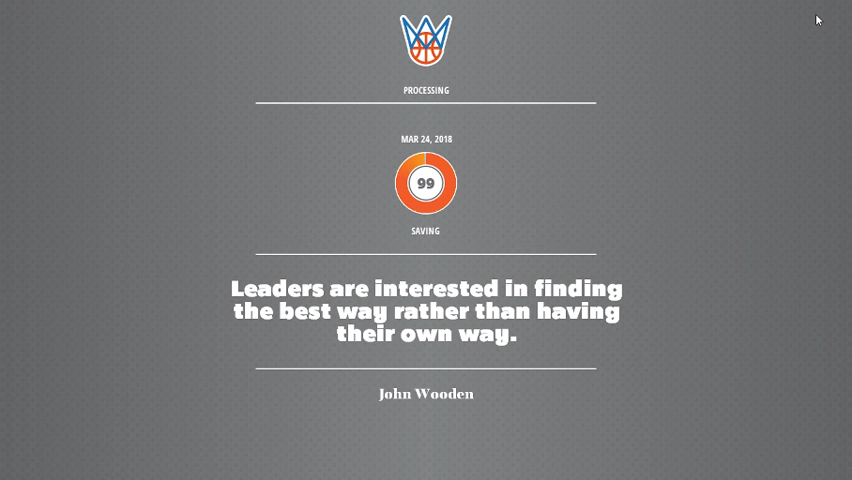 PROCESSING
MAR 24, 2018
99
SAVING
Leaders are interested in finding
the best way rather than having
their own way.
John Wooden